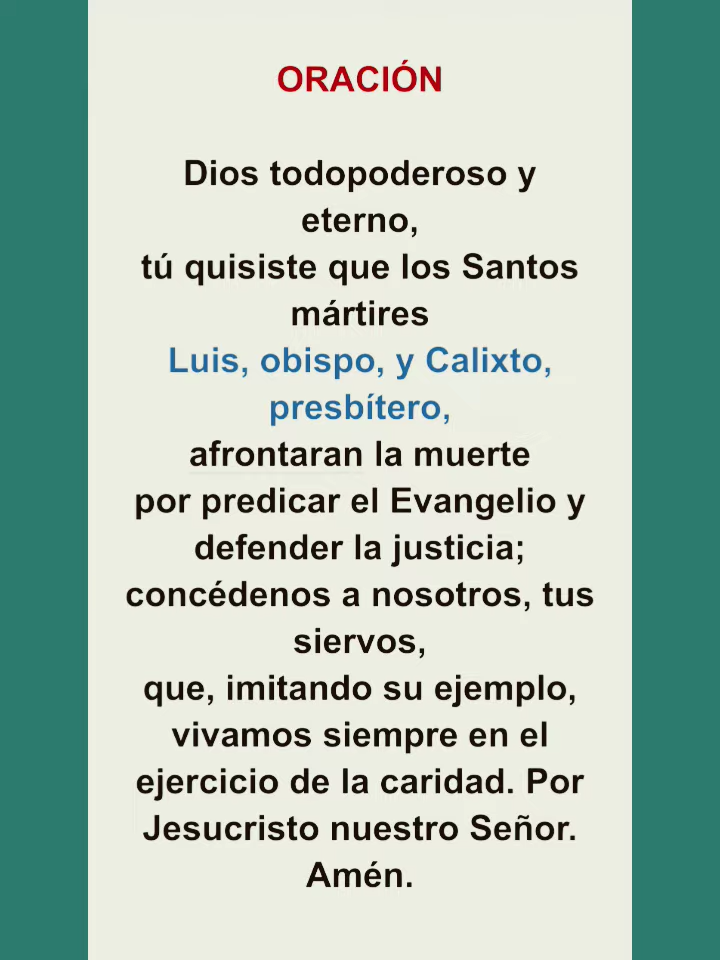 ORACIÓN
Dios todopoderoso y
eterno,
tú quisiste que los Santos
mártires
Luis, obispo, y Calixto,
presbítero,
afrontaran la muerte
por predicar el Evangelio y
defender la justicia;
concédenos a nosotros, tus
siervos,
que, imitando su ejemplo,
vivamos siempre en el
ejercicio de la caridad. Por
Jesucristo nuestro Señor.
Amén.